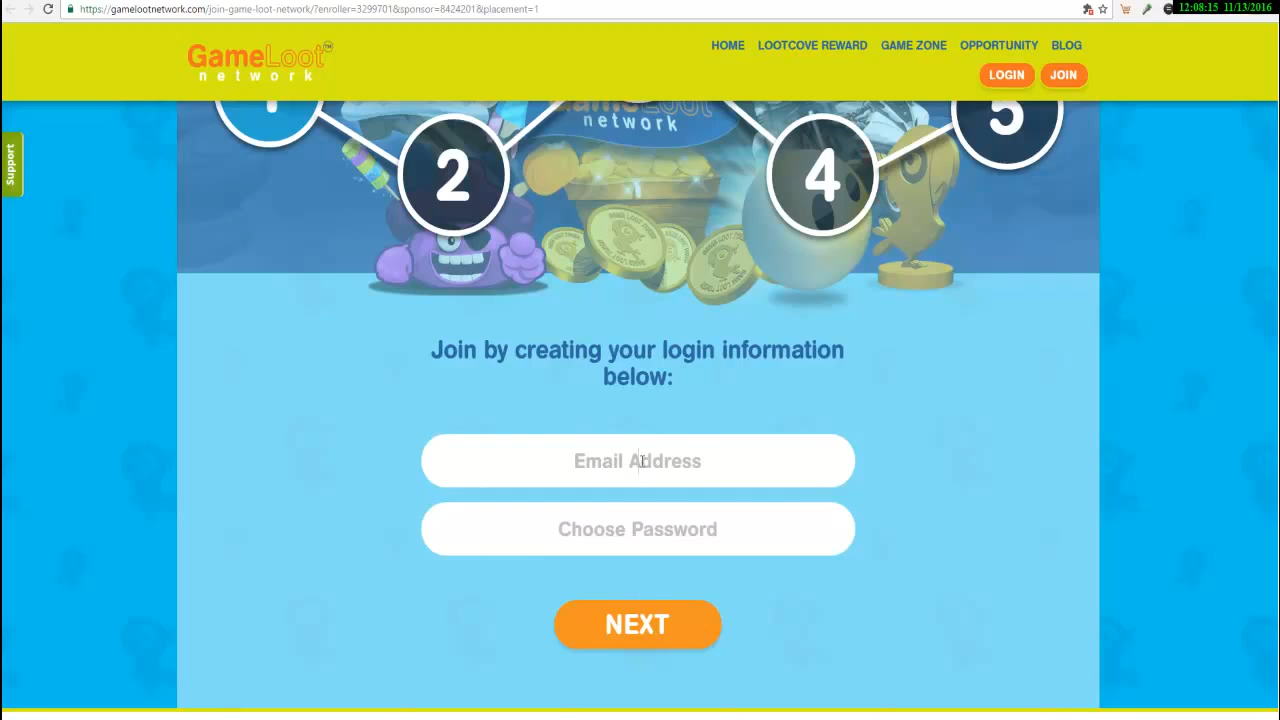 https://gamelootnetwork.com/join-game-loot-network/?enroller=3299701&sponsor=8424201&placement=1
12:08:15 11/13/2016
GameLoot™
network
HOME LOOTCOVE REWARD GAME ZONE OPPORTUNITY BLOG
LOGIN JOIN
Support
1
2
4
5
network
Join by creating your login information
below:
Email Address
Choose Password
NEXT